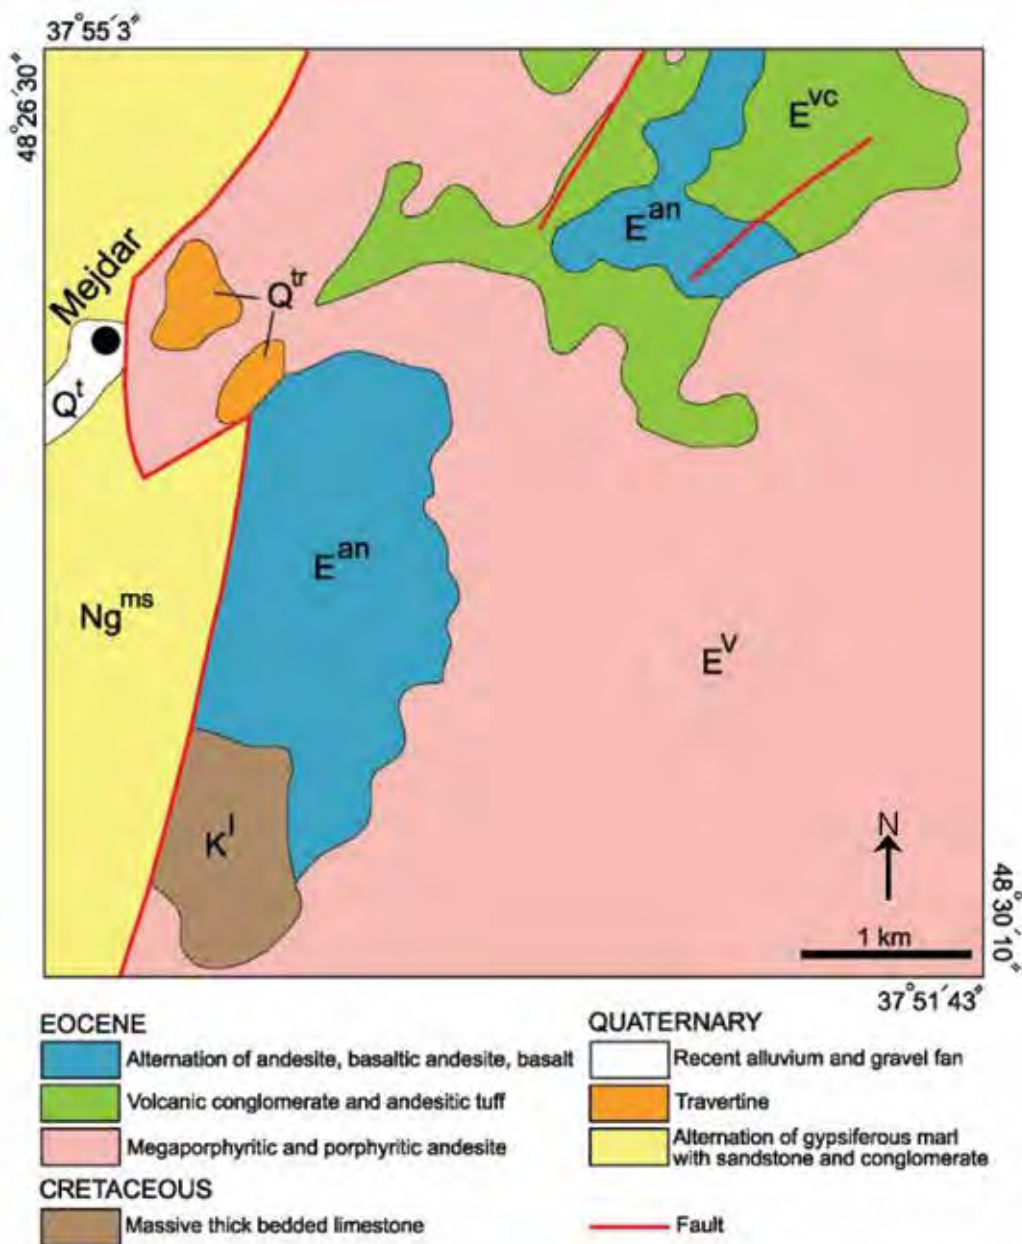 37°55´3˝
48°26´30˝
E^vc
E^an
Mejdar
Q^tr
Q^t
E^an
Ng^ms
E^V
K^l
N
1 km
48°30´10˝
37°51´43˝
EOCENE
Alternation of andesite, basaltic andesite, basalt
Volcanic conglomerate and andesitic tuff
Megaporphyritic and porphyritic andesite
CRETACEOUS
Massive thick bedded limestone
QUATERNARY
Recent alluvium and gravel fan
Travertine
Alternation of gypsiferous marl
with sandstone and conglomerate
Fault